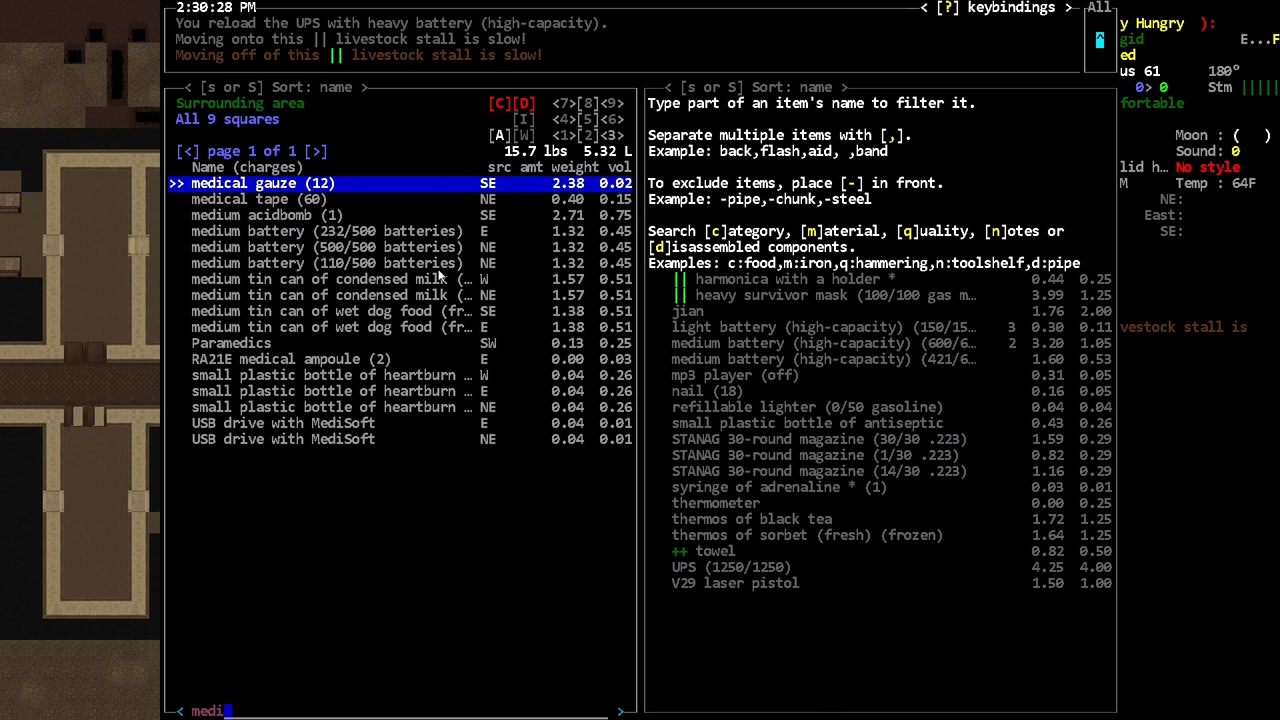 2:30:28 PM
< [?] keybindings >
All
You reload the UPS with heavy battery (high-capacity).
Moving onto this || livestock stall is slow!
Moving off of this || livestock stall is slow!
y Hungry ):
gid E...F
ed
us 61 180°
0> 0 Stm |||||
fortable
Moon : ( )
Sound: 0
lid h… No style
M Temp : 64F
NE:
East:
SE:
vestock stall is
< [s or S] Sort: name >
Surrounding area [C][D] <7>[8]<9>
All 9 squares [I] <4>[5]<6>
[A][W] <1>[2]<3>
[<] page 1 of 1 [>] 15.7 lbs 5.32 L
Name (charges) src amt weight vol
>> medical gauze (12) SE 2.38 0.02
medical tape (60) NE 0.40 0.15
medium acidbomb (1) SE 2.71 0.75
medium battery (232/500 batteries) E 1.32 0.45
medium battery (500/500 batteries) NE 1.32 0.45
medium battery (110/500 batteries) NE 1.32 0.45
medium tin can of condensed milk (… W 1.57 0.51
medium tin can of condensed milk (… NE 1.57 0.51
medium tin can of wet dog food (fr… SE 1.38 0.51
medium tin can of wet dog food (fr… E 1.38 0.51
Paramedics SW 0.13 0.25
RA21E medical ampoule (2) E 0.00 0.03
small plastic bottle of heartburn … W 0.04 0.26
small plastic bottle of heartburn … E 0.04 0.26
small plastic bottle of heartburn … NE 0.04 0.26
USB drive with MediSoft E 0.04 0.01
USB drive with MediSoft NE 0.04 0.01
< medi >
< [s or S] Sort: name >
Type part of an item's name to filter it.
Separate multiple items with [,].
Example: back,flash,aid, ,band
To exclude items, place [-] in front.
Example: -pipe,-chunk,-steel
Search [c]ategory, [m]aterial, [q]uality, [n]otes or
[d]isassembled components.
Examples: c:food,m:iron,q:hammering,n:toolshelf,d:pipe
|| harmonica with a holder * 0.44 0.25
|| heavy survivor mask (100/100 gas m… 3.99 1.25
jian 1.76 2.00
light battery (high-capacity) (150/15… 3 0.30 0.11
medium battery (high-capacity) (600/6… 2 3.20 1.05
medium battery (high-capacity) (421/6… 1.60 0.53
mp3 player (off) 0.31 0.05
nail (18) 0.16 0.05
refillable lighter (0/50 gasoline) 0.04 0.04
small plastic bottle of antiseptic 0.43 0.26
STANAG 30-round magazine (30/30 .223) 1.59 0.29
STANAG 30-round magazine (1/30 .223) 0.82 0.29
STANAG 30-round magazine (14/30 .223) 1.16 0.29
syringe of adrenaline * (1) 0.03 0.01
thermometer 0.00 0.25
thermos of black tea 1.72 1.25
thermos of sorbet (fresh) (frozen) 1.64 1.25
++ towel 0.82 0.50
UPS (1250/1250) 4.25 4.00
V29 laser pistol 1.50 1.00